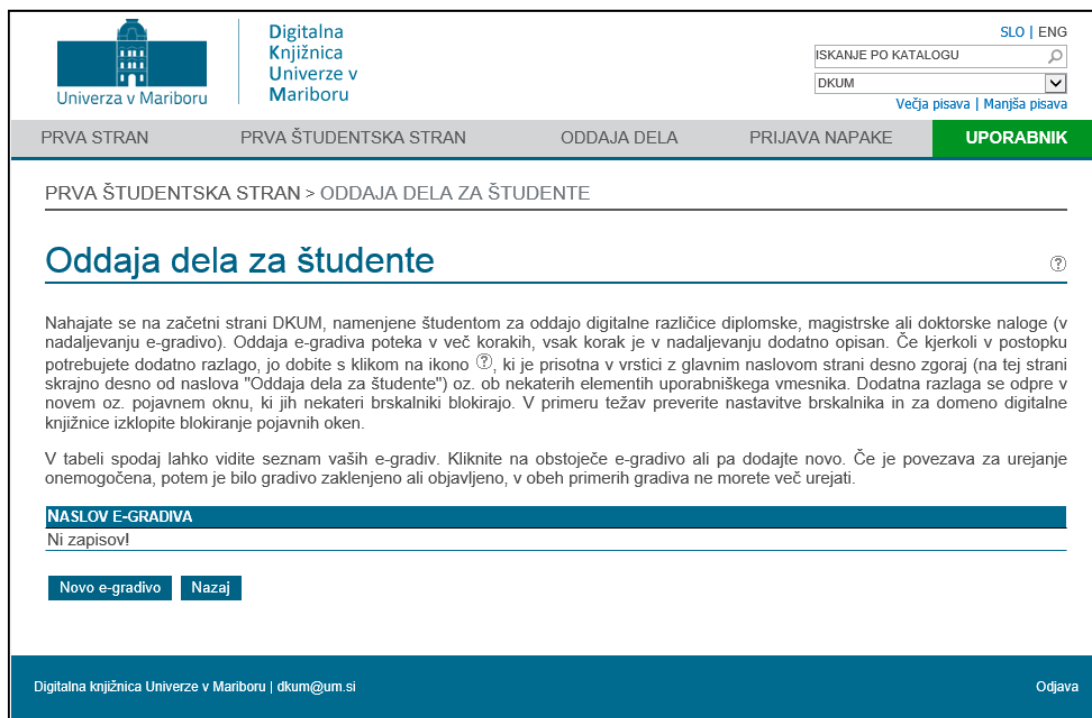 Univerza v Mariboru
Digitalna
Knjižnica
Univerze v
Mariboru
SLO | ENG
ISKANJE PO KATALOGU
DKUM
Večja pisava | Manjša pisava
PRVA STRAN PRVA ŠTUDENTSKA STRAN ODDAJA DELA PRIJAVA NAPAKE UPORABNIK
PRVA ŠTUDENTSKA STRAN > ODDAJA DELA ZA ŠTUDENTE
Oddaja dela za študente ?
Nahajate se na začetni strani DKUM, namenjene študentom za oddajo digitalne različice diplomske, magistrske ali doktorske naloge (v
nadaljevanju e-gradivo). Oddaja e-gradiva poteka v več korakih, vsak korak je v nadaljevanju dodatno opisan. Če kjerkoli v postopku
potrebujete dodatno razlago, jo dobite s klikom na ikono ?, ki je prisotna v vrstici z glavnim naslovom strani desno zgoraj (na tej strani
skrajno desno od naslova "Oddaja dela za študente") oz. ob nekaterih elementih uporabniškega vmesnika. Dodatna razlaga se odpre v
novem oz. pojavnem oknu, ki jih nekateri brskalniki blokirajo. V primeru težav preverite nastavitve brskalnika in za domeno digitalne
knjižnice izklopite blokiranje pojavnih oken.
V tabeli spodaj lahko vidite seznam vaših e-gradiv. Kliknite na obstoječe e-gradivo ali pa dodajte novo. Če je povezava za urejanje
onemogočena, potem je bilo gradivo zaklenjeno ali objavljeno, v obeh primerih gradiva ne morete več urejati.
NASLOV E-GRADIVA
Ni zapisov!
Novo e-gradivo Nazaj
Digitalna knjižnica Univerze v Mariboru | dkum@um.si Odjava